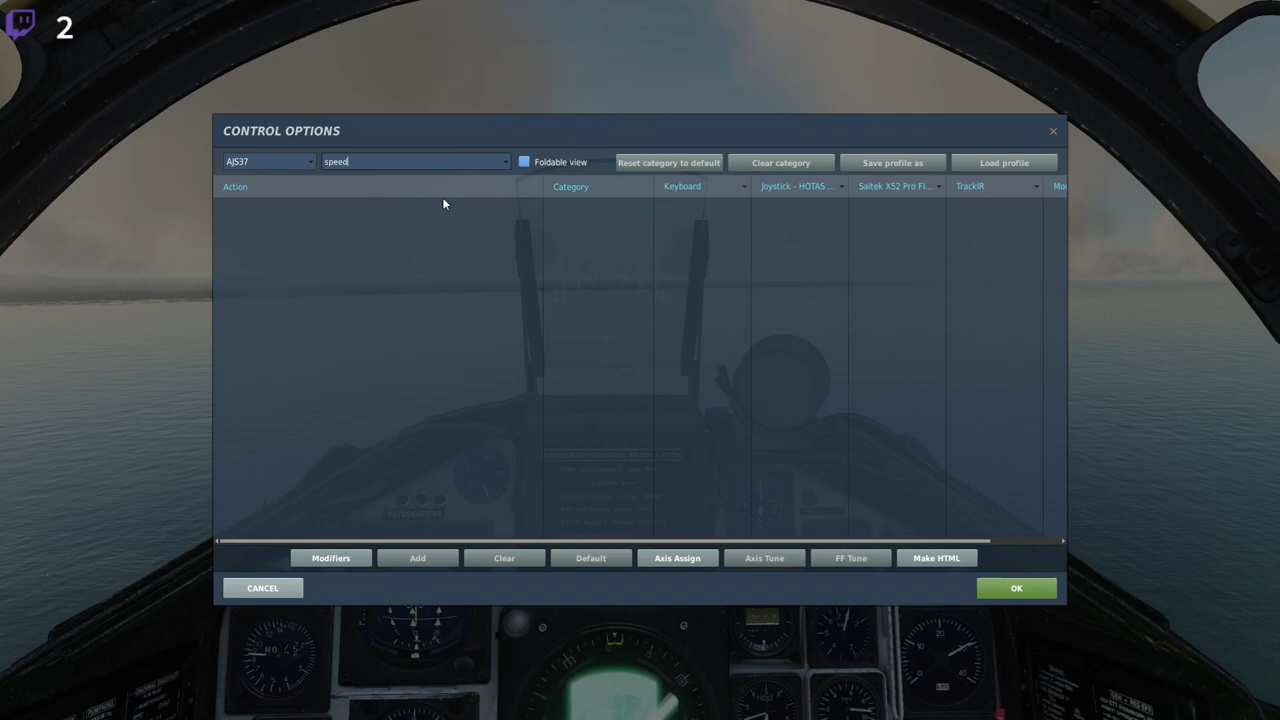 2
CONTROL OPTIONS
AJS37 speed Foldable view Reset category to default Clear category Save profile as Load profile
Action Category Keyboard Joystick - HOTAS ... Saitek X52 Pro Fl... TrackIR Mo
Modifiers Add Clear Default Axis Assign Axis Tune FF Tune Make HTML
CANCEL OK